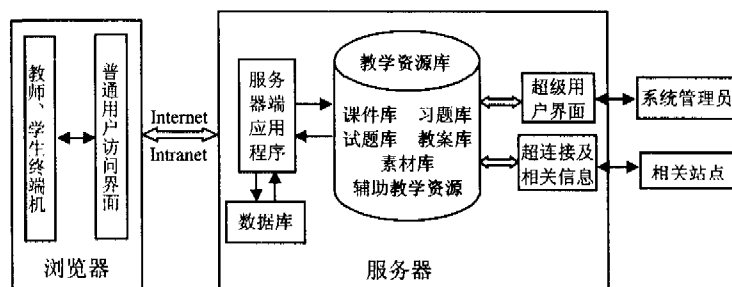 教师、学生终端机
普通用户访问界面
浏览器
Internet
Intranet
服务
器端
应用
程序
数据库
教学资源库
课件库 习题库
试题库 教案库
素材库
辅助教学资源
超级用
户界面
超连接及
相关信息
服务器
系统管理员
相关站点